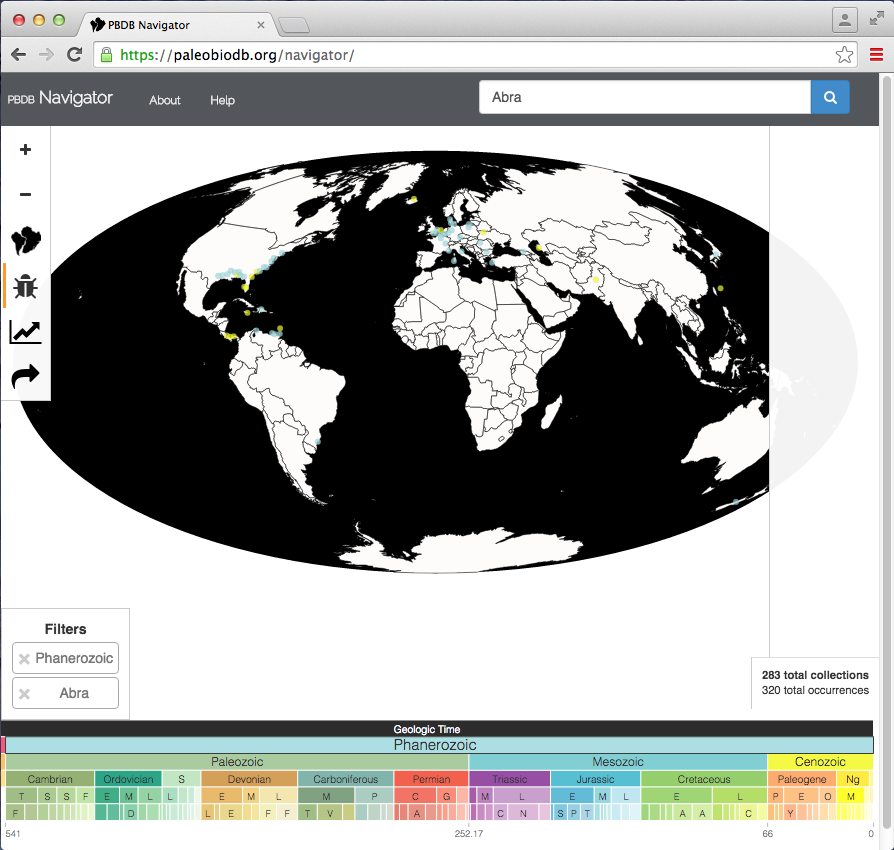 PBDB Navigator
https://paleobiodb.org/navigator/
PBDB Navigator About Help Abra
Filters
Phanerozoic
Abra
283 total collections
320 total occurrences
Geologic Time
Phanerozoic
Paleozoic Mesozoic Cenozoic
Cambrian Ordovician S Devonian Carboniferous Permian Triassic Jurassic Cretaceous Paleogene Ng
T S S F E M L L E M L M P C G M L E M L E L P E O M
F D L E F F T V A C N S P T A A C Y
541 252.17 66 0